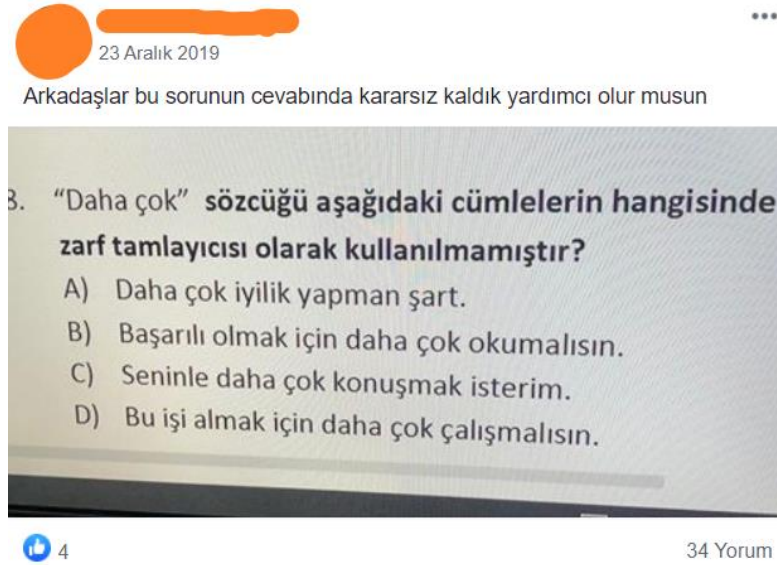 23 Aralık 2019
Arkadaşlar bu sorunun cevabında kararsız kaldık yardımcı olur musun
3. “Daha çok” sözcüğü aşağıdaki cümlelerin hangisinde
zarf tamlayıcısı olarak kullanılmamıştır?
A) Daha çok iyilik yapman şart.
B) Başarılı olmak için daha çok okumalısın.
C) Seninle daha çok konuşmak isterim.
D) Bu işi almak için daha çok çalışmalısın.
4
34 Yorum